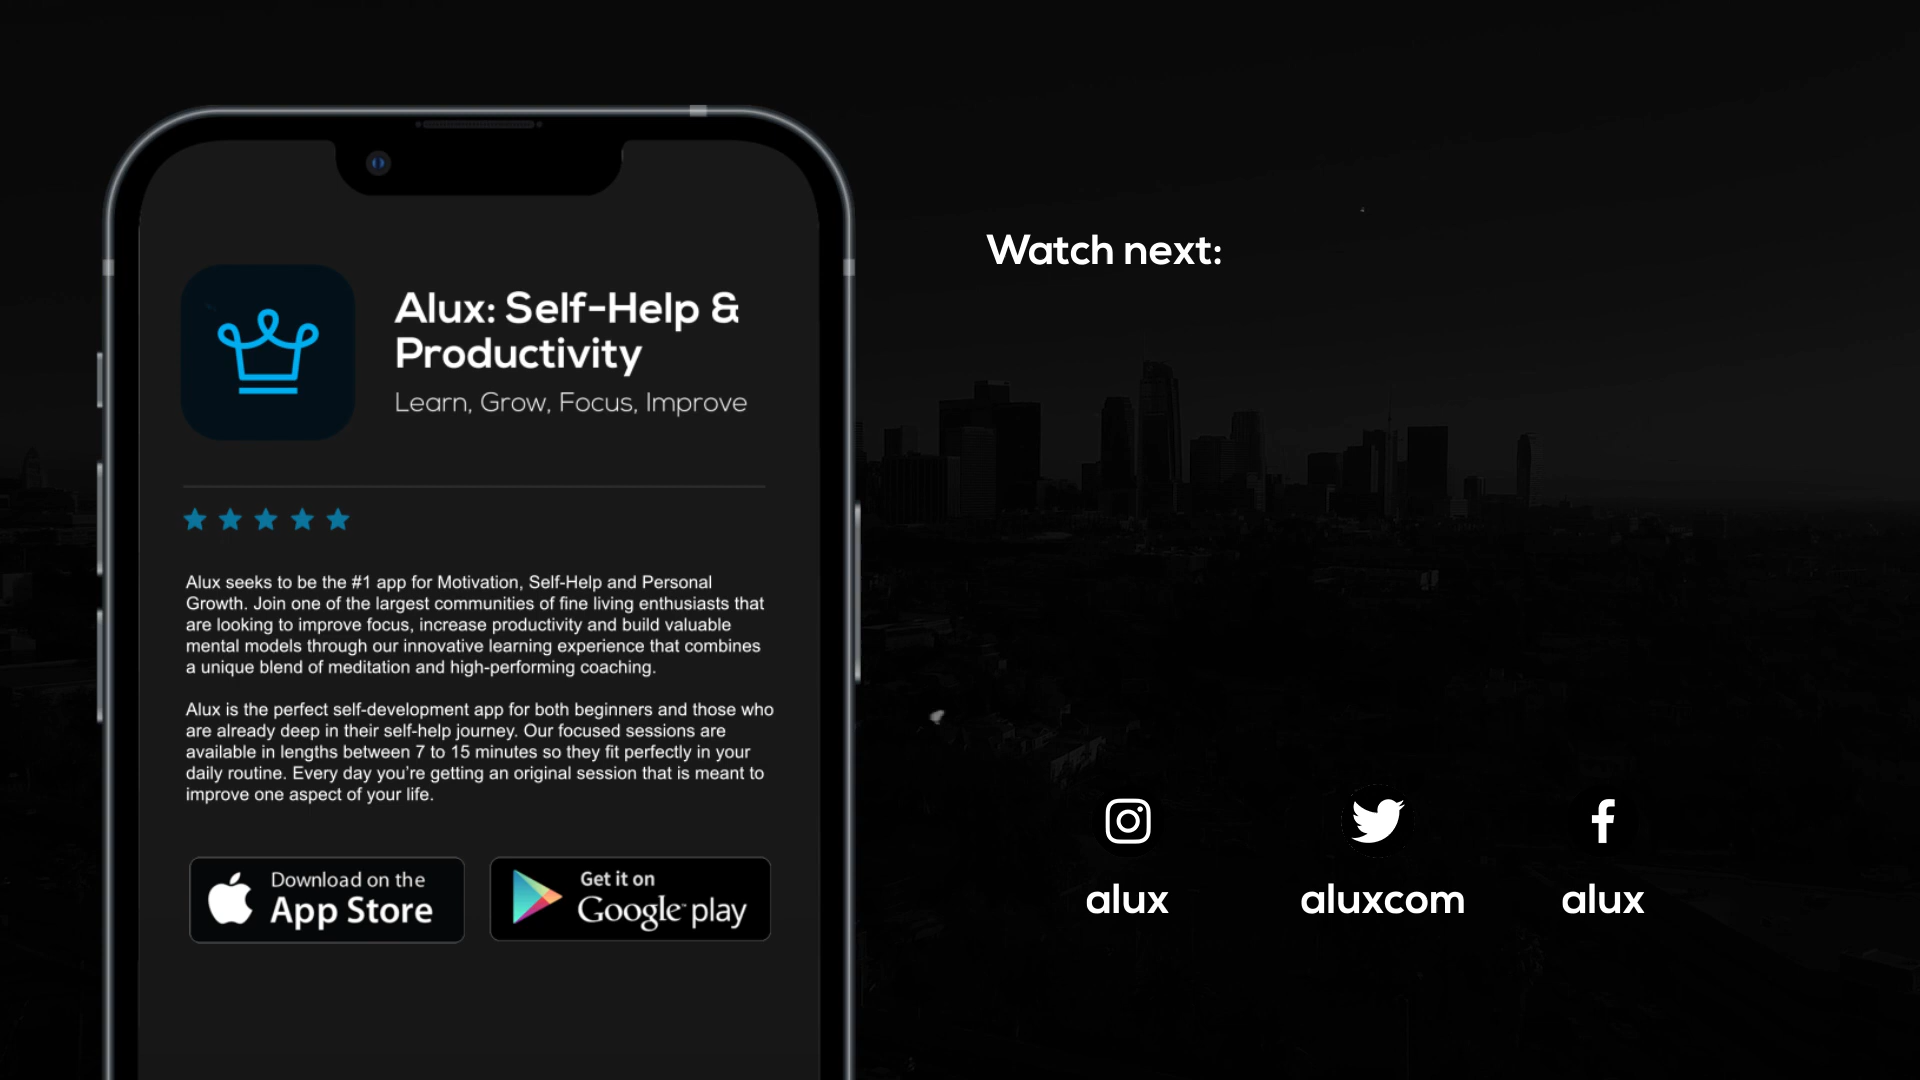 Alux: Self-Help &
Productivity
Learn, Grow, Focus, Improve
Alux seeks to be the #1 app for Motivation, Self-Help and Personal
Growth. Join one of the largest communities of fine living enthusiasts that
are looking to improve focus, increase productivity and build valuable
mental models through our innovative learning experience that combines
a unique blend of meditation and high-performing coaching.
Alux is the perfect self-development app for both beginners and those who
are already deep in their self-help journey. Our focused sessions are
available in lengths between 7 to 15 minutes so they fit perfectly in your
daily routine. Every day you're getting an original session that is meant to
improve one aspect of your life.
Download on the
App Store
Get it on
Google play
Watch next:
alux
aluxcom
alux